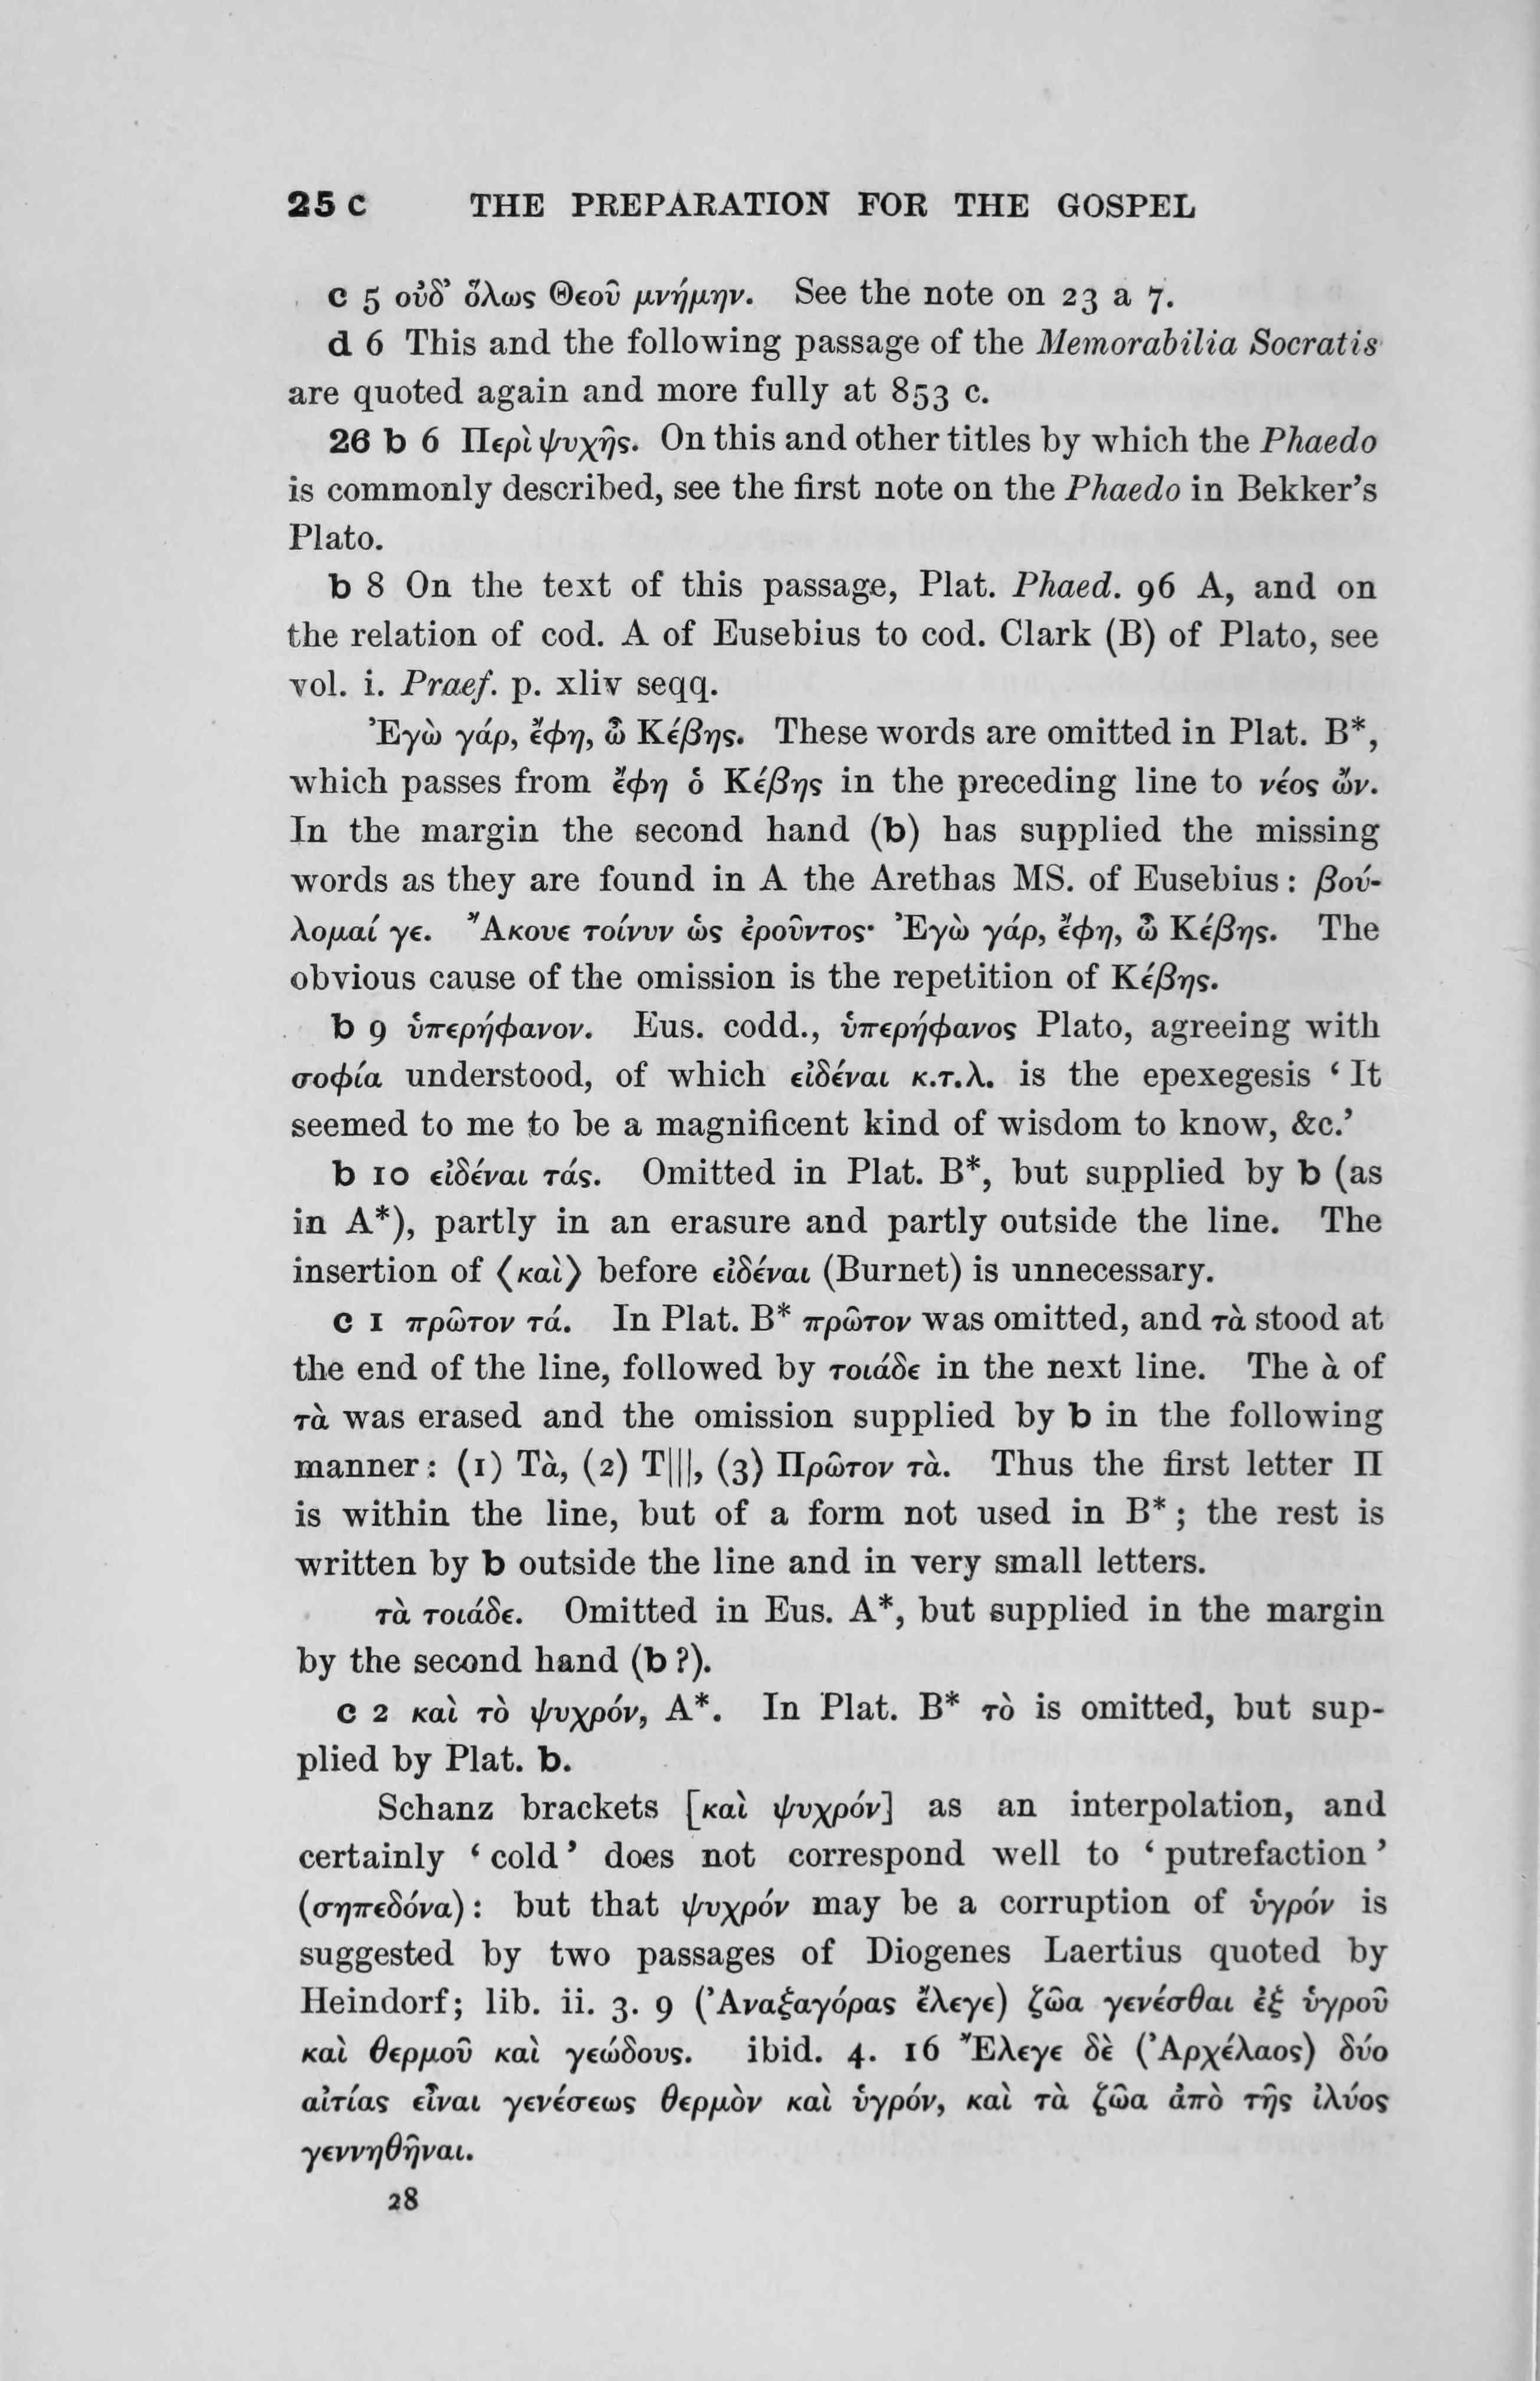 25 c THE PREPARATION FOR THE GOSPEL
c 5 οὐδ’ ὅλως Θεοῦ μνήμην. See the note on 23 a 7.
d 6 This and the following passage of the Memorabilia Socratis
are quoted again and more fully at 853 c.
26 b 6 Περὶ ψυχῆς. On this and other titles by which the Phaedo
is commonly described, see the first note on the Phaedo in Bekker’s
Plato.
b 8 On the text of this passage, Plat. Phaed. 96 A, and on
the relation of cod. A of Eusebius to cod. Clark (B) of Plato, see
vol. i. Praef. p. xliv seqq.
Ἐγὼ γάρ, ἔφη, ὦ Κέβης. These words are omitted in Plat. B*,
which passes from ἔφη ὁ Κέβης in the preceding line to νέος ὤν.
In the margin the second hand (b) has supplied the missing
words as they are found in A the Arethas MS. of Eusebius: βού-
λομαί γε. Ἄκουε τοίνυν ὡς ἐροῦντος· Ἐγὼ γάρ, ἔφη, ὦ Κέβης. The
obvious cause of the omission is the repetition of Κέβης.
b 9 ὑπερήφανον. Eus. codd., ὑπερήφανος Plato, agreeing with
σοφία understood, of which εἰδέναι κ.τ.λ. is the epexegesis ‘It
seemed to me to be a magnificent kind of wisdom to know, &c.’
b 10 εἰδέναι τάς. Omitted in Plat. B*, but supplied by b (as
in A*), partly in an erasure and partly outside the line. The
insertion of ⟨καὶ⟩ before εἰδέναι (Burnet) is unnecessary.
c 1 πρῶτον τά. In Plat. B* πρῶτον was omitted, and τὰ stood at
the end of the line, followed by τοιάδε in the next line. The ὰ of
τὰ was erased and the omission supplied by b in the following
manner: (1) Τὰ, (2) Τ|||, (3) Πρῶτον τὰ. Thus the first letter Π
is within the line, but of a form not used in B*; the rest is
written by b outside the line and in very small letters.
τὰ τοιάδε. Omitted in Eus. A*, but supplied in the margin
by the second hand (b?).
c 2 καὶ τὸ ψυχρόν, A*. In Plat. B* τὸ is omitted, but sup-
plied by Plat. b.
Schanz brackets [καὶ ψυχρόν] as an interpolation, and
certainly ‘cold’ does not correspond well to ‘putrefaction’
(σηπεδόνα): but that ψυχρόν may be a corruption of ὑγρόν is
suggested by two passages of Diogenes Laertius quoted by
Heindorf; lib. ii. 3. 9 (Ἀναξαγόρας ἔλεγε) ζῶα γενέσθαι ἐξ ὑγροῦ
καὶ θερμοῦ καὶ γεώδους. ibid. 4. 16 Ἔλεγε δὲ (Ἀρχέλαος) δύο
αἰτίας εἶναι γενέσεως θερμὸν καὶ ὑγρόν, καὶ τὰ ζῶα ἀπὸ τῆς ἰλύος
γεννηθῆναι.
28